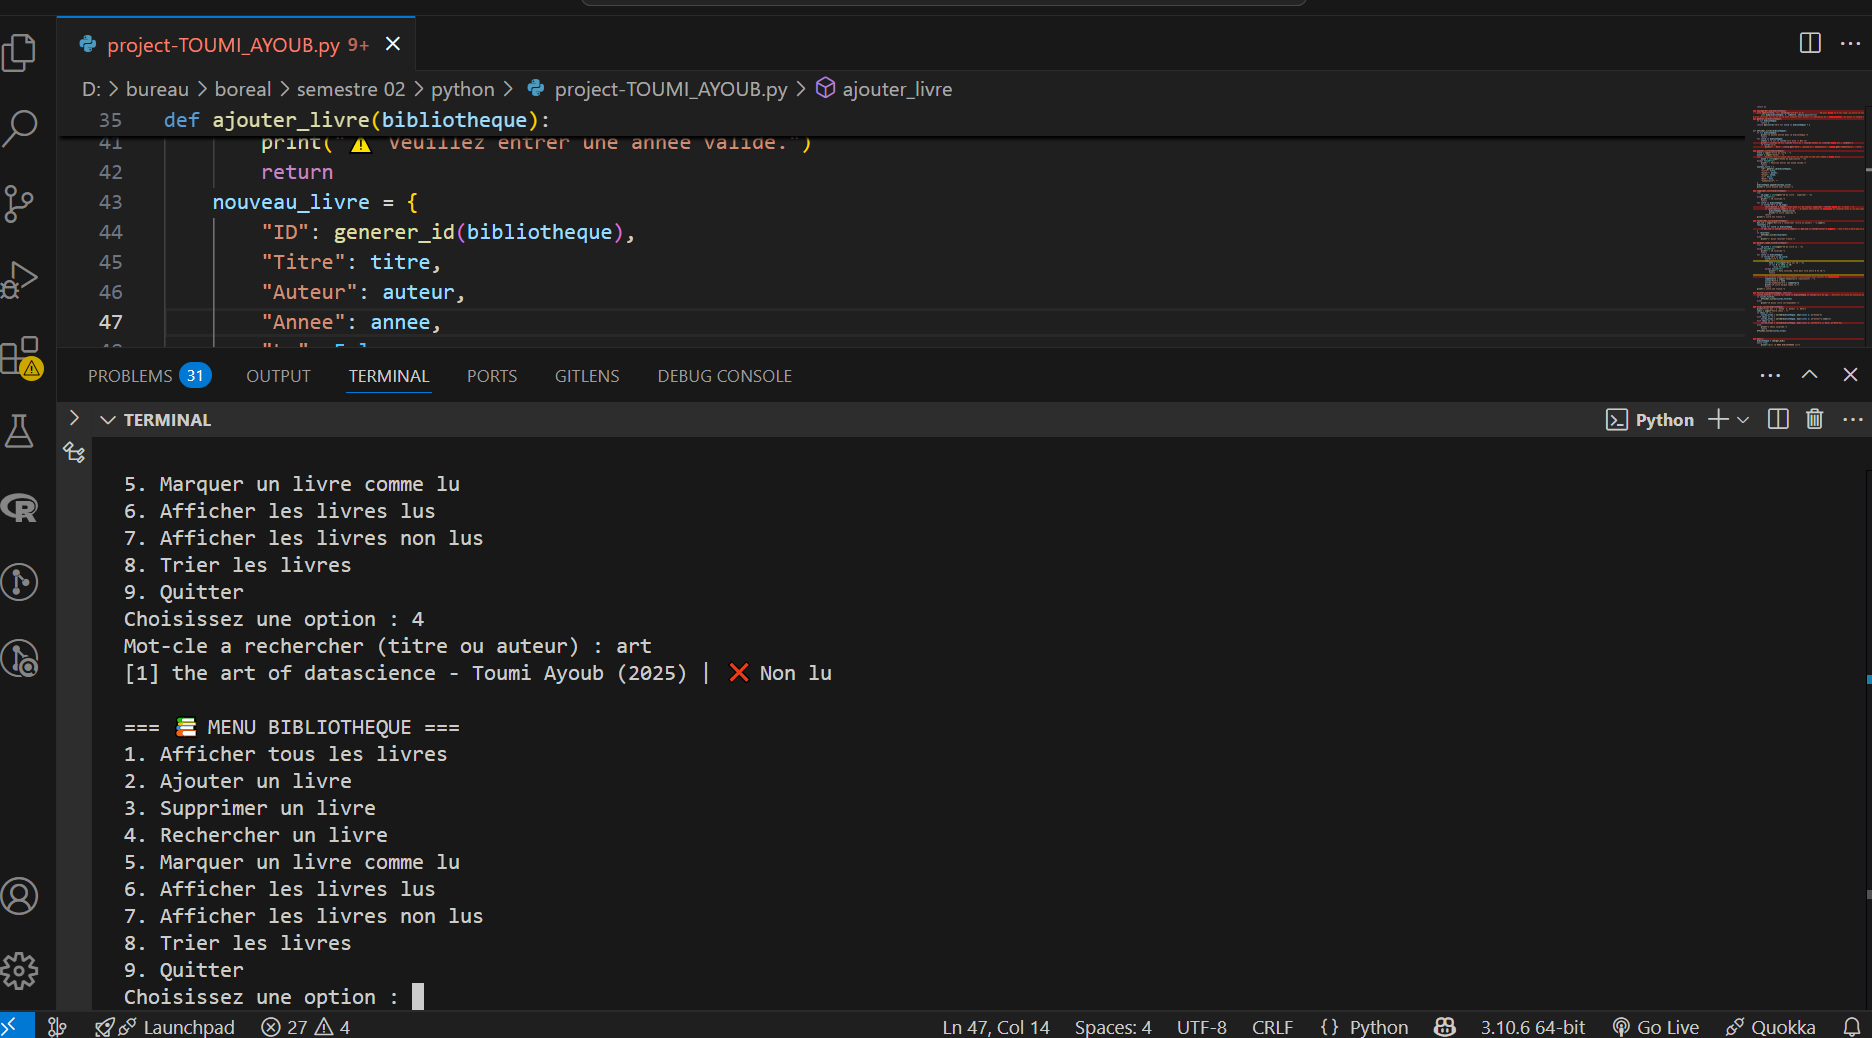 project-TOUMI_AYOUB.py 9+
D: > bureau > boreal > semestre 02 > python > project-TOUMI_AYOUB.py > ajouter_livre
35 def ajouter_livre(bibliotheque):
41 print("⚠️ Veuillez entrer une annee valide.")
42 return
43 nouveau_livre = {
44 "ID": generer_id(bibliotheque),
45 "Titre": titre,
46 "Auteur": auteur,
47 "Annee": annee,
PROBLEMS 31 OUTPUT TERMINAL PORTS GITLENS DEBUG CONSOLE
TERMINAL Python
5. Marquer un livre comme lu
6. Afficher les livres lus
7. Afficher les livres non lus
8. Trier les livres
9. Quitter
Choisissez une option : 4
Mot-cle a rechercher (titre ou auteur) : art
[1] the art of datascience - Toumi Ayoub (2025) | ❌ Non lu
=== 📚 MENU BIBLIOTHEQUE ===
1. Afficher tous les livres
2. Ajouter un livre
3. Supprimer un livre
4. Rechercher un livre
5. Marquer un livre comme lu
6. Afficher les livres lus
7. Afficher les livres non lus
8. Trier les livres
9. Quitter
Choisissez une option :
Launchpad 27 4 Ln 47, Col 14 Spaces: 4 UTF-8 CRLF {} Python 3.10.6 64-bit Go Live Quokka